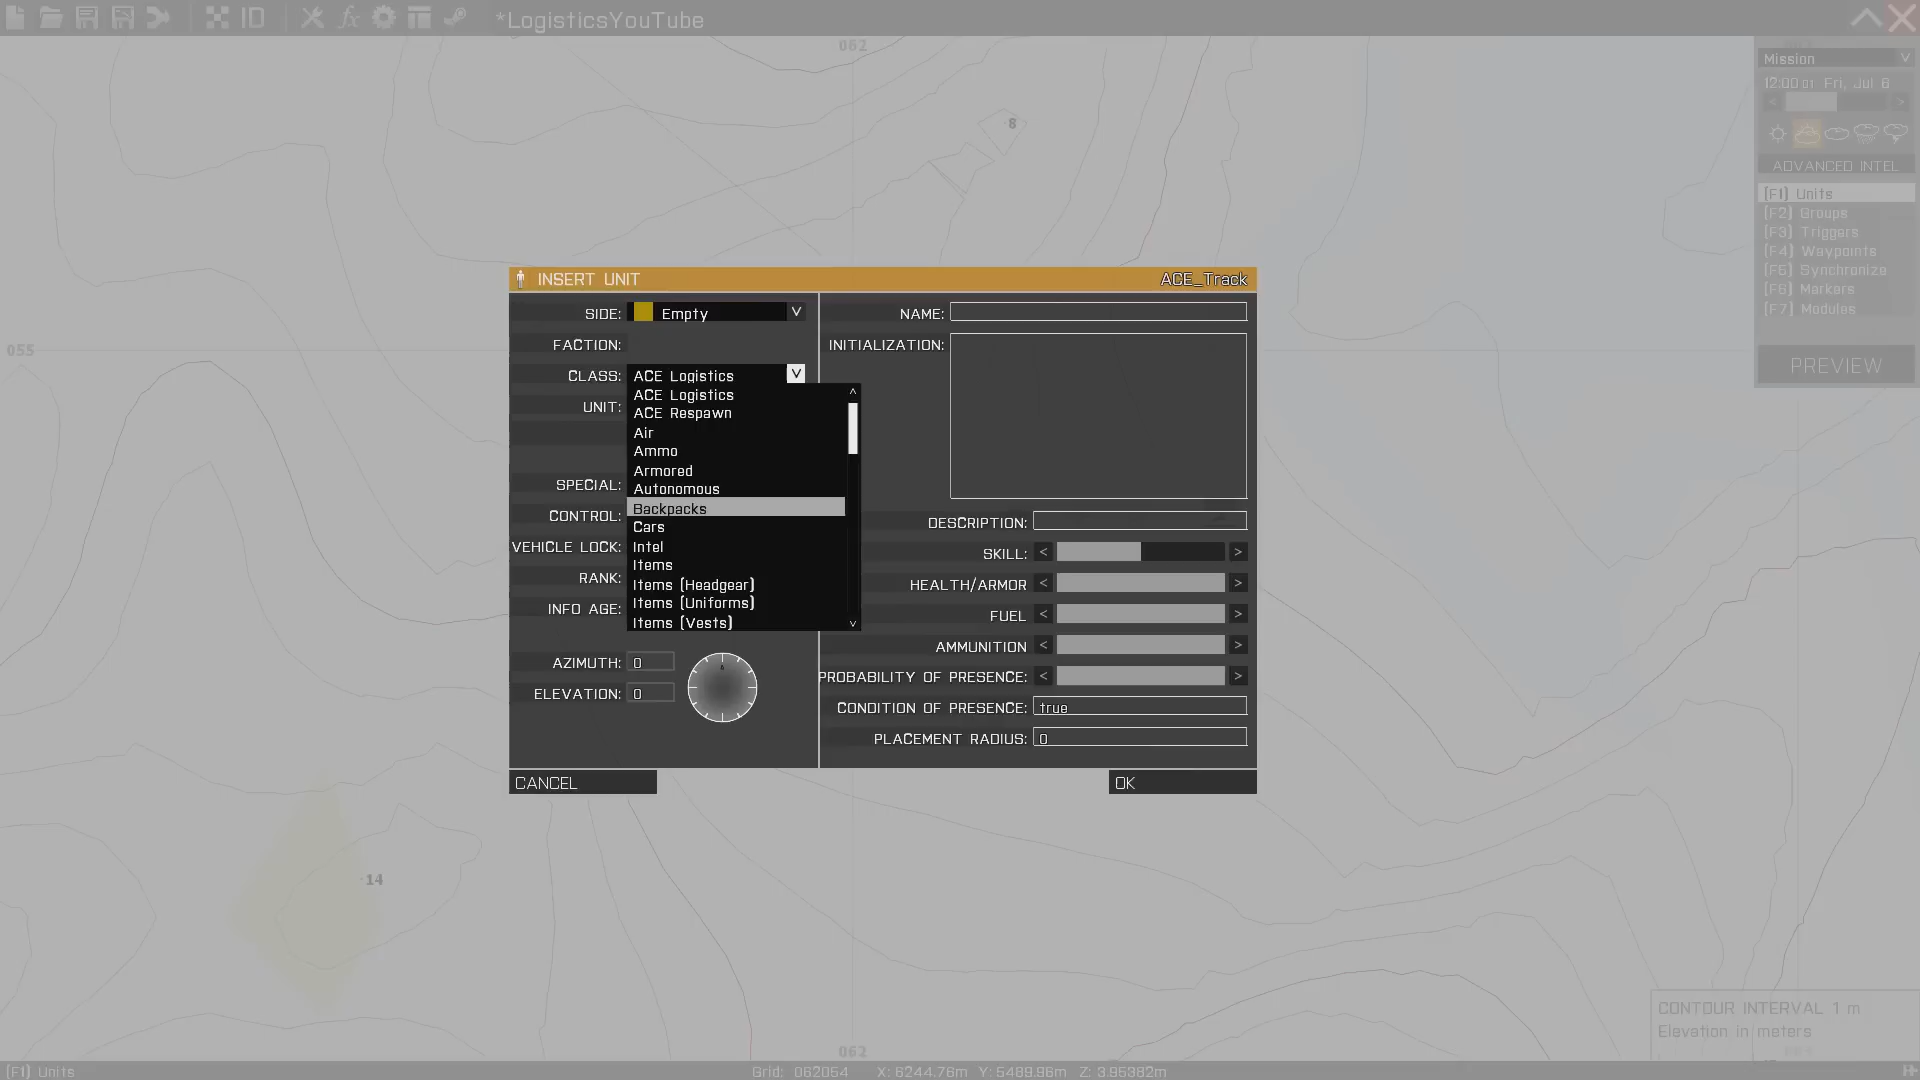 ID
*LogisticsYouTube
062
Mission
12:00 01 Fri, Jul 6
ADVANCED INTEL
(F1) Units
(F2) Groups
(F3) Triggers
(F4) Waypoints
(F5) Synchronize
(F6) Markers
(F7) Modules
PREVIEW
8
055
INSERT UNIT
ACE_Track
SIDE: Empty
FACTION:
CLASS: ACE Logistics
ACE Logistics
ACE Respawn
Air
Ammo
Armored
Autonomous
Backpacks
Cars
Intel
Items
Items (Headgear)
Items (Uniforms)
Items (Vests)
UNIT:
SPECIAL:
CONTROL:
VEHICLE LOCK:
RANK:
INFO AGE:
AZIMUTH: 0
ELEVATION: 0
NAME:
INITIALIZATION:
DESCRIPTION:
SKILL:
HEALTH/ARMOR
FUEL
AMMUNITION
PROBABILITY OF PRESENCE:
CONDITION OF PRESENCE: true
PLACEMENT RADIUS: 0
CANCEL
OK
14
CONTOUR INTERVAL 1 m
Elevation in meters
062
(F1) Units
Grid: 062054 X: 6244.76m Y: 5489.96m Z: 3.95382m